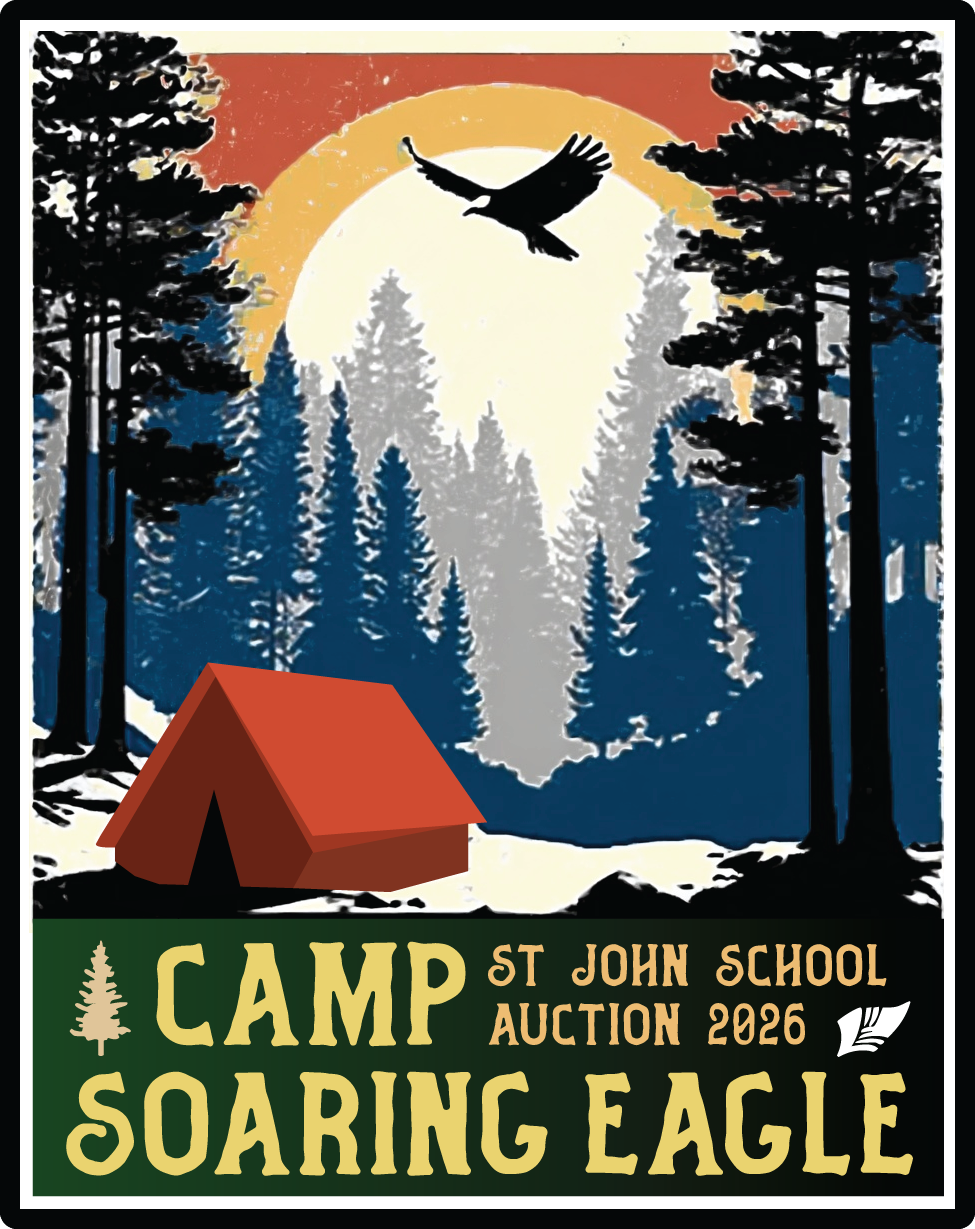 CAMP
ST JOHN SCHOOL
AUCTION 2026
SOARING EAGLE